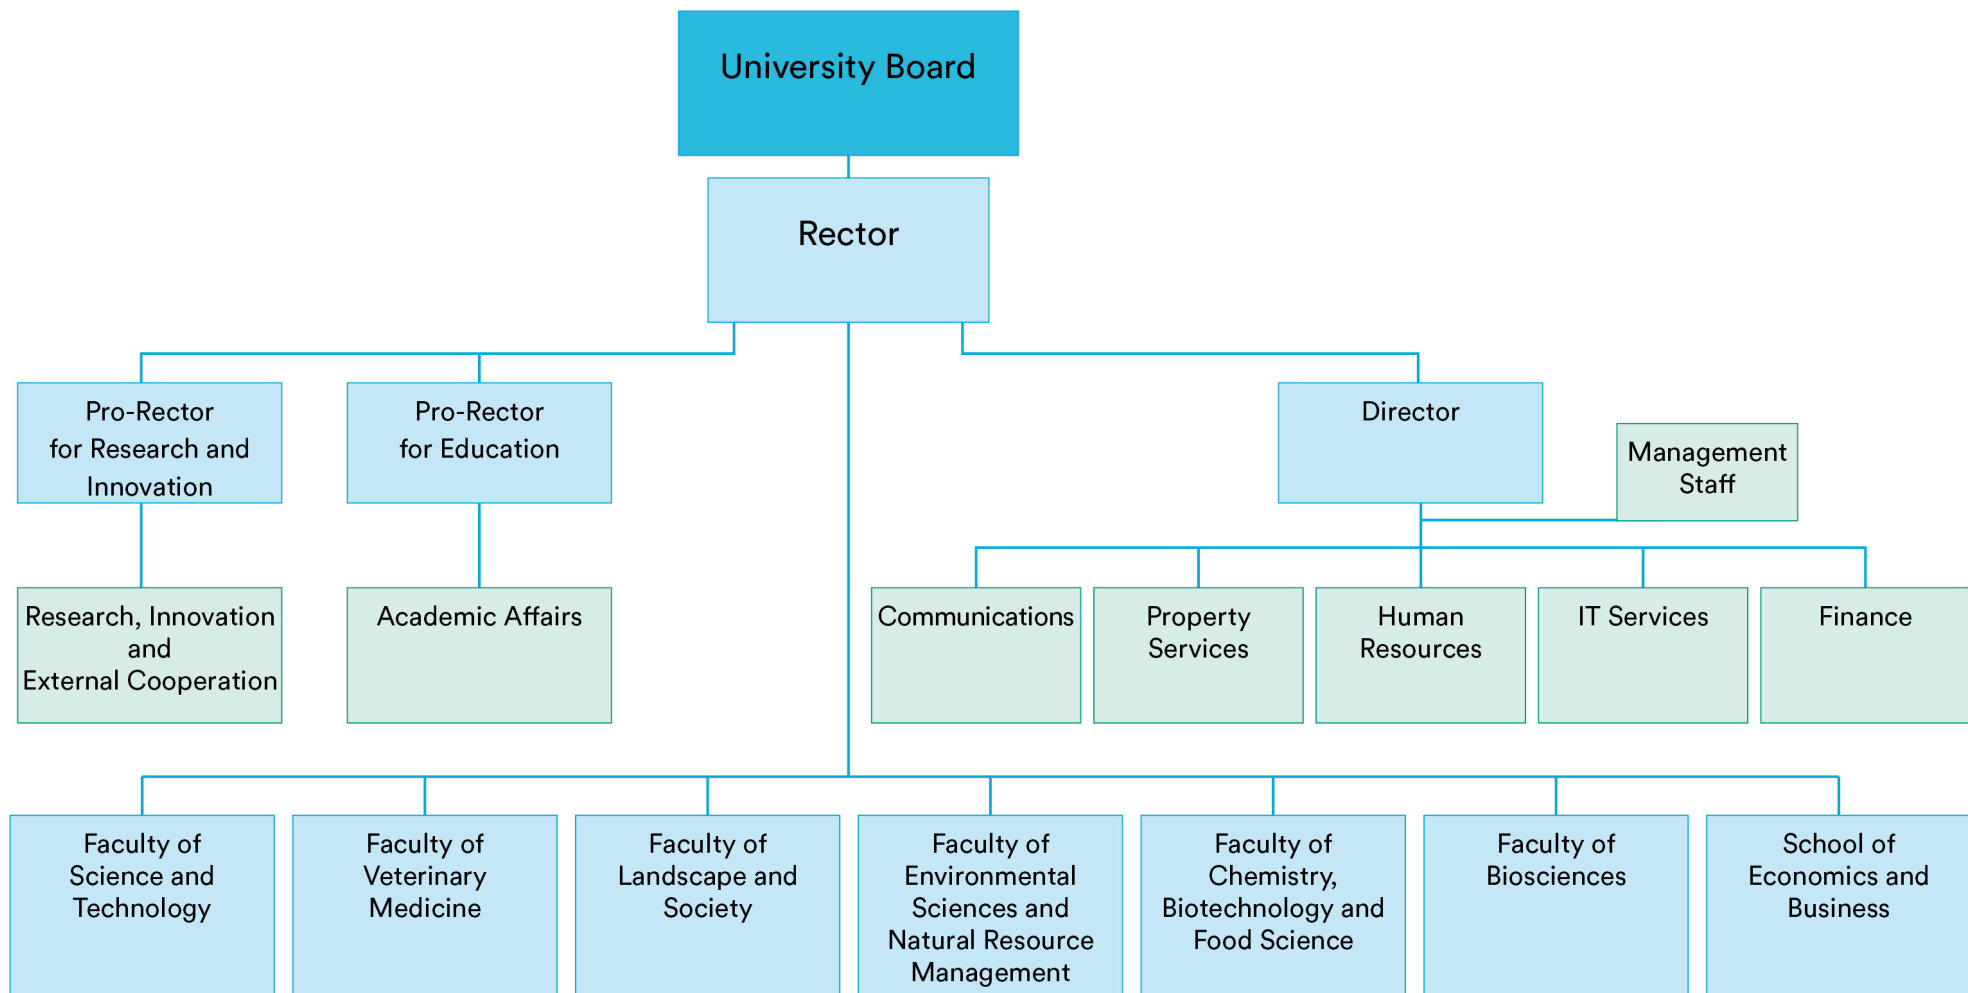 University Board
Rector
Pro-Rector
for Research and
Innovation
Pro-Rector
for Education
Director
Management
Staff
Research, Innovation
and
External Cooperation
Academic Affairs
Communications
Property
Services
Human
Resources
IT Services
Finance
Faculty of
Science and
Technology
Faculty of
Veterinary
Medicine
Faculty of
Landscape and
Society
Faculty of
Environmental
Sciences and
Natural Resource
Management
Faculty of
Chemistry,
Biotechnology and
Food Science
Faculty of
Biosciences
School of
Economics and
Business